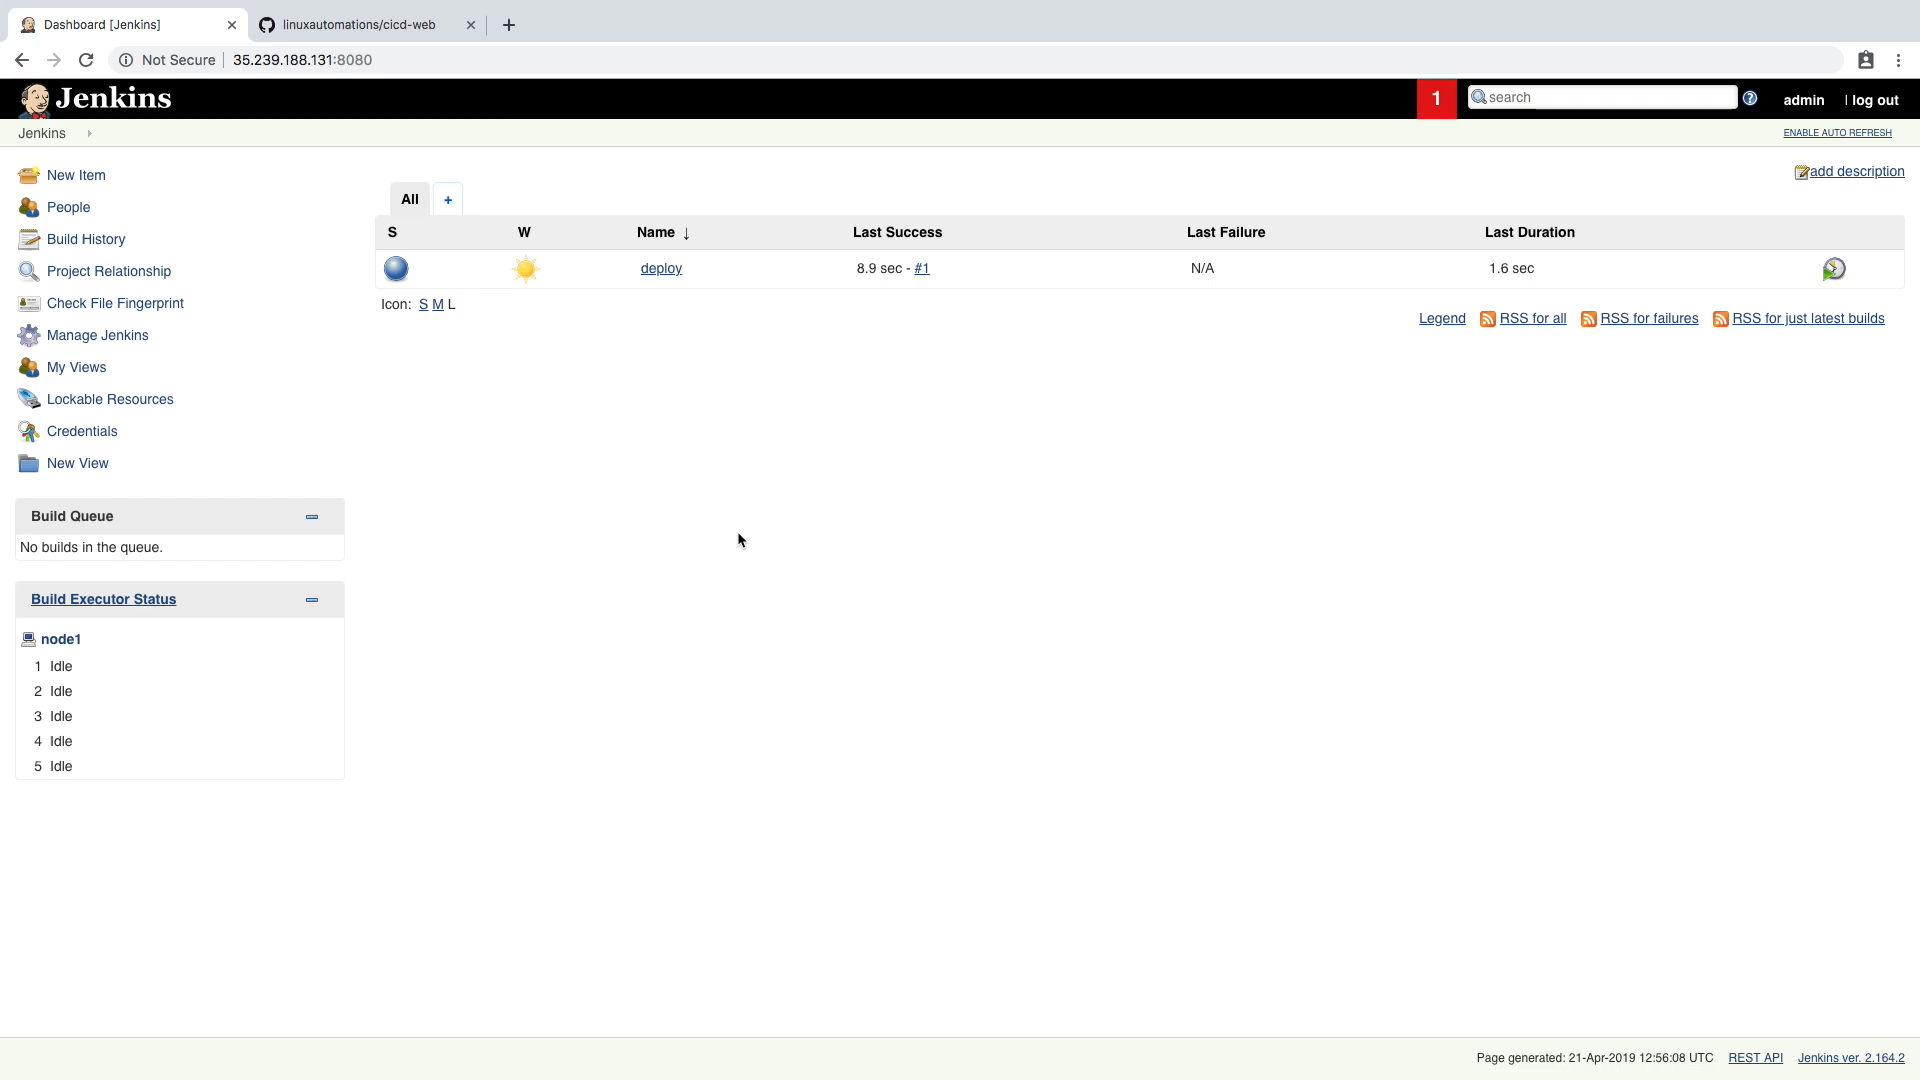 Dashboard [Jenkins]
linuxautomations/cicd-web
Not Secure
35.239.188.131:8080
Jenkins
1
search
admin
| log out
Jenkins
ENABLE AUTO REFRESH
New Item
People
Build History
Project Relationship
Check File Fingerprint
Manage Jenkins
My Views
Lockable Resources
Credentials
New View
Build Queue
No builds in the queue.
Build Executor Status
node1
1 Idle
2 Idle
3 Idle
4 Idle
5 Idle
add description
All +
S W Name ↓ Last Success Last Failure Last Duration
deploy 8.9 sec - #1 N/A 1.6 sec
Icon: S M L
Legend RSS for all RSS for failures RSS for just latest builds
Page generated: 21-Apr-2019 12:56:08 UTC REST API Jenkins ver. 2.164.2